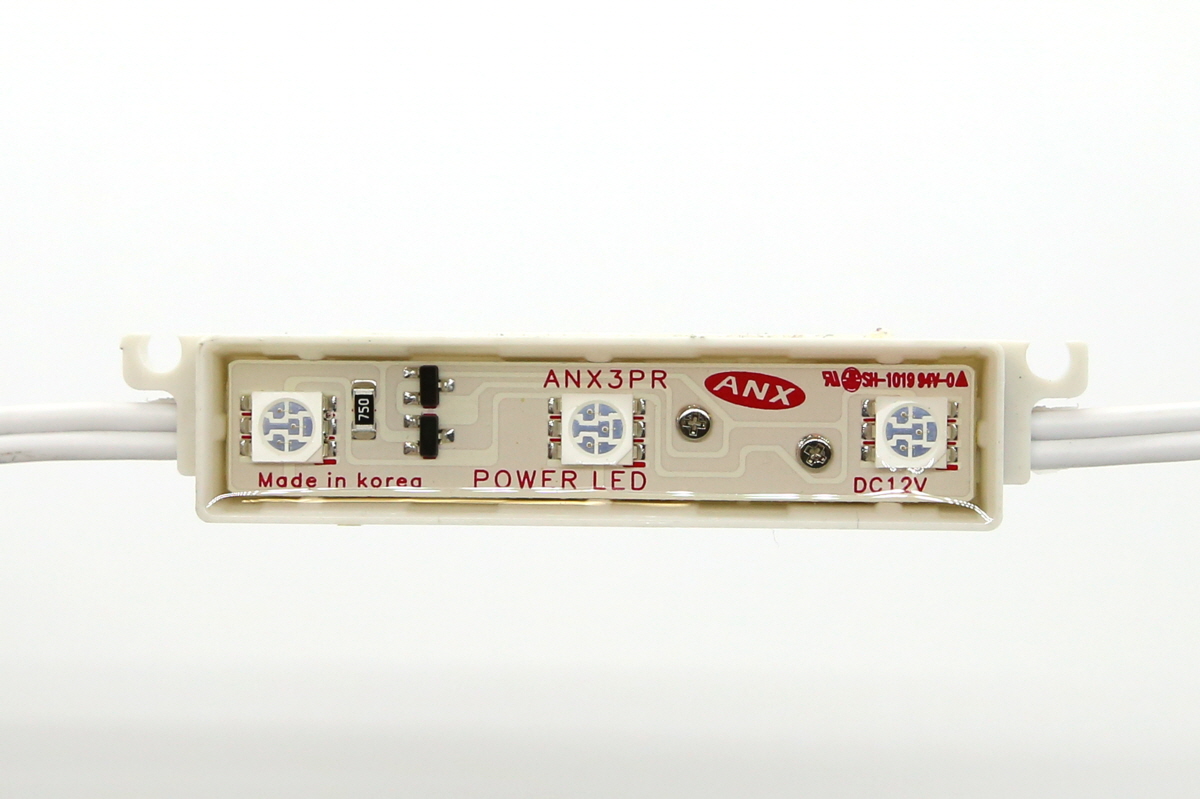 ANX3PR
ANX
SH-1019 94V-0
750
Made in korea
POWER LED
DC12V